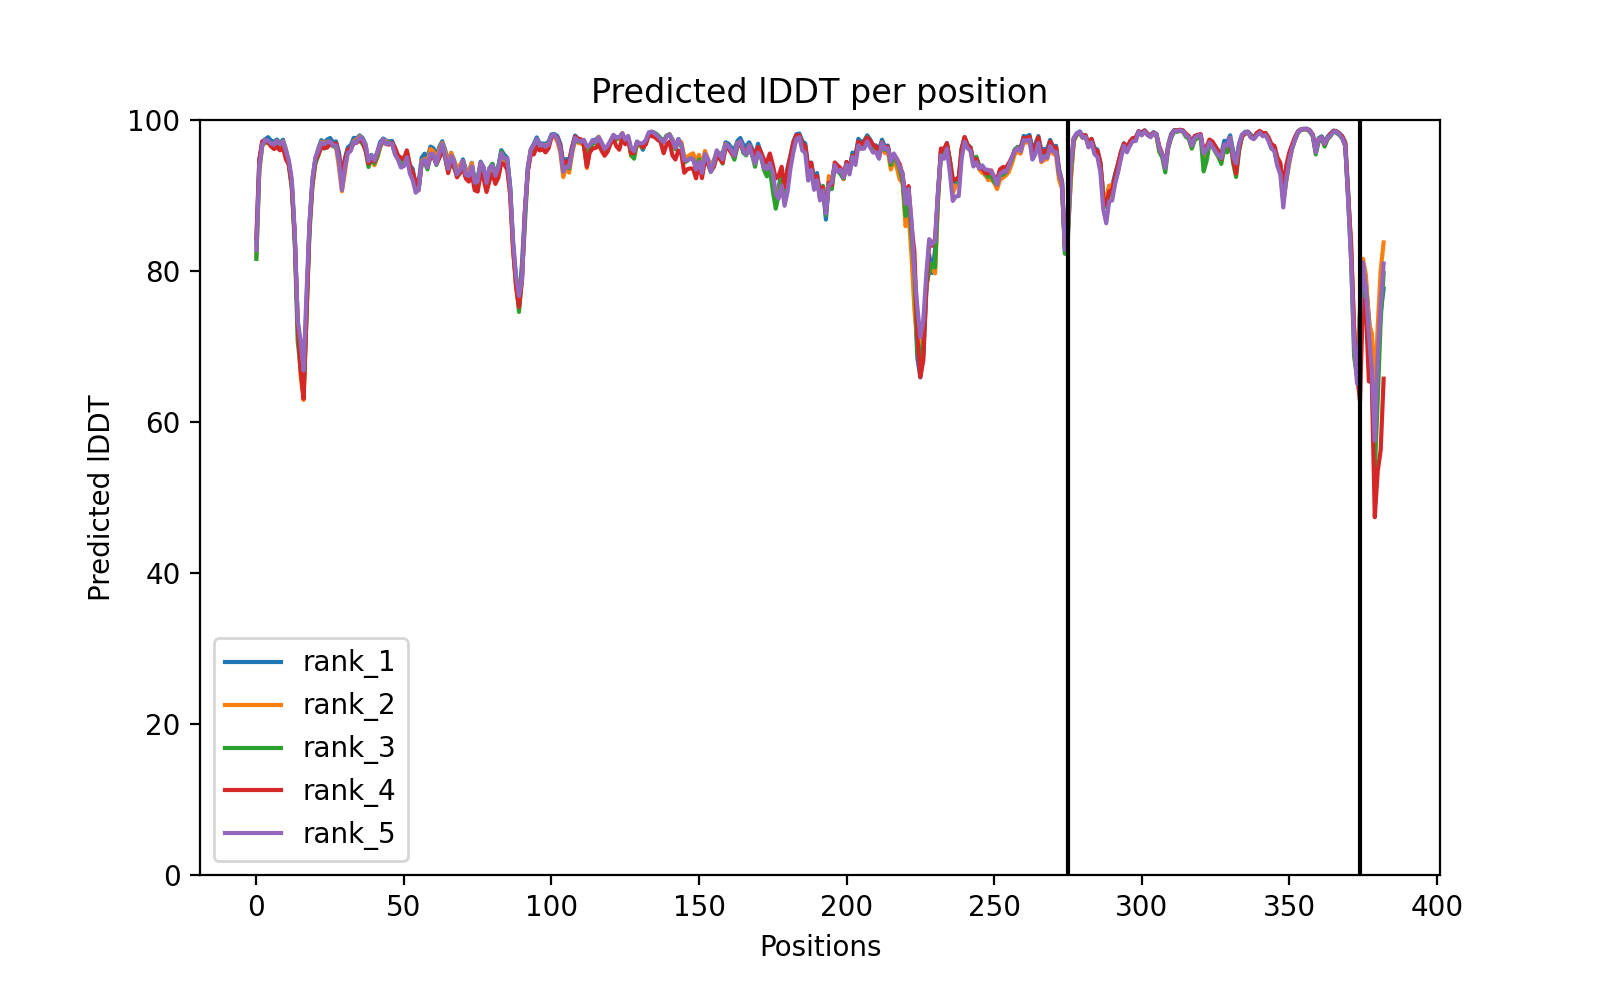 Predicted lDDT per position
100
80
60
40
20
0
Predicted lDDT
rank_1
rank_2
rank_3
rank_4
rank_5
0 50 100 150 200 250 300 350 400
Positions